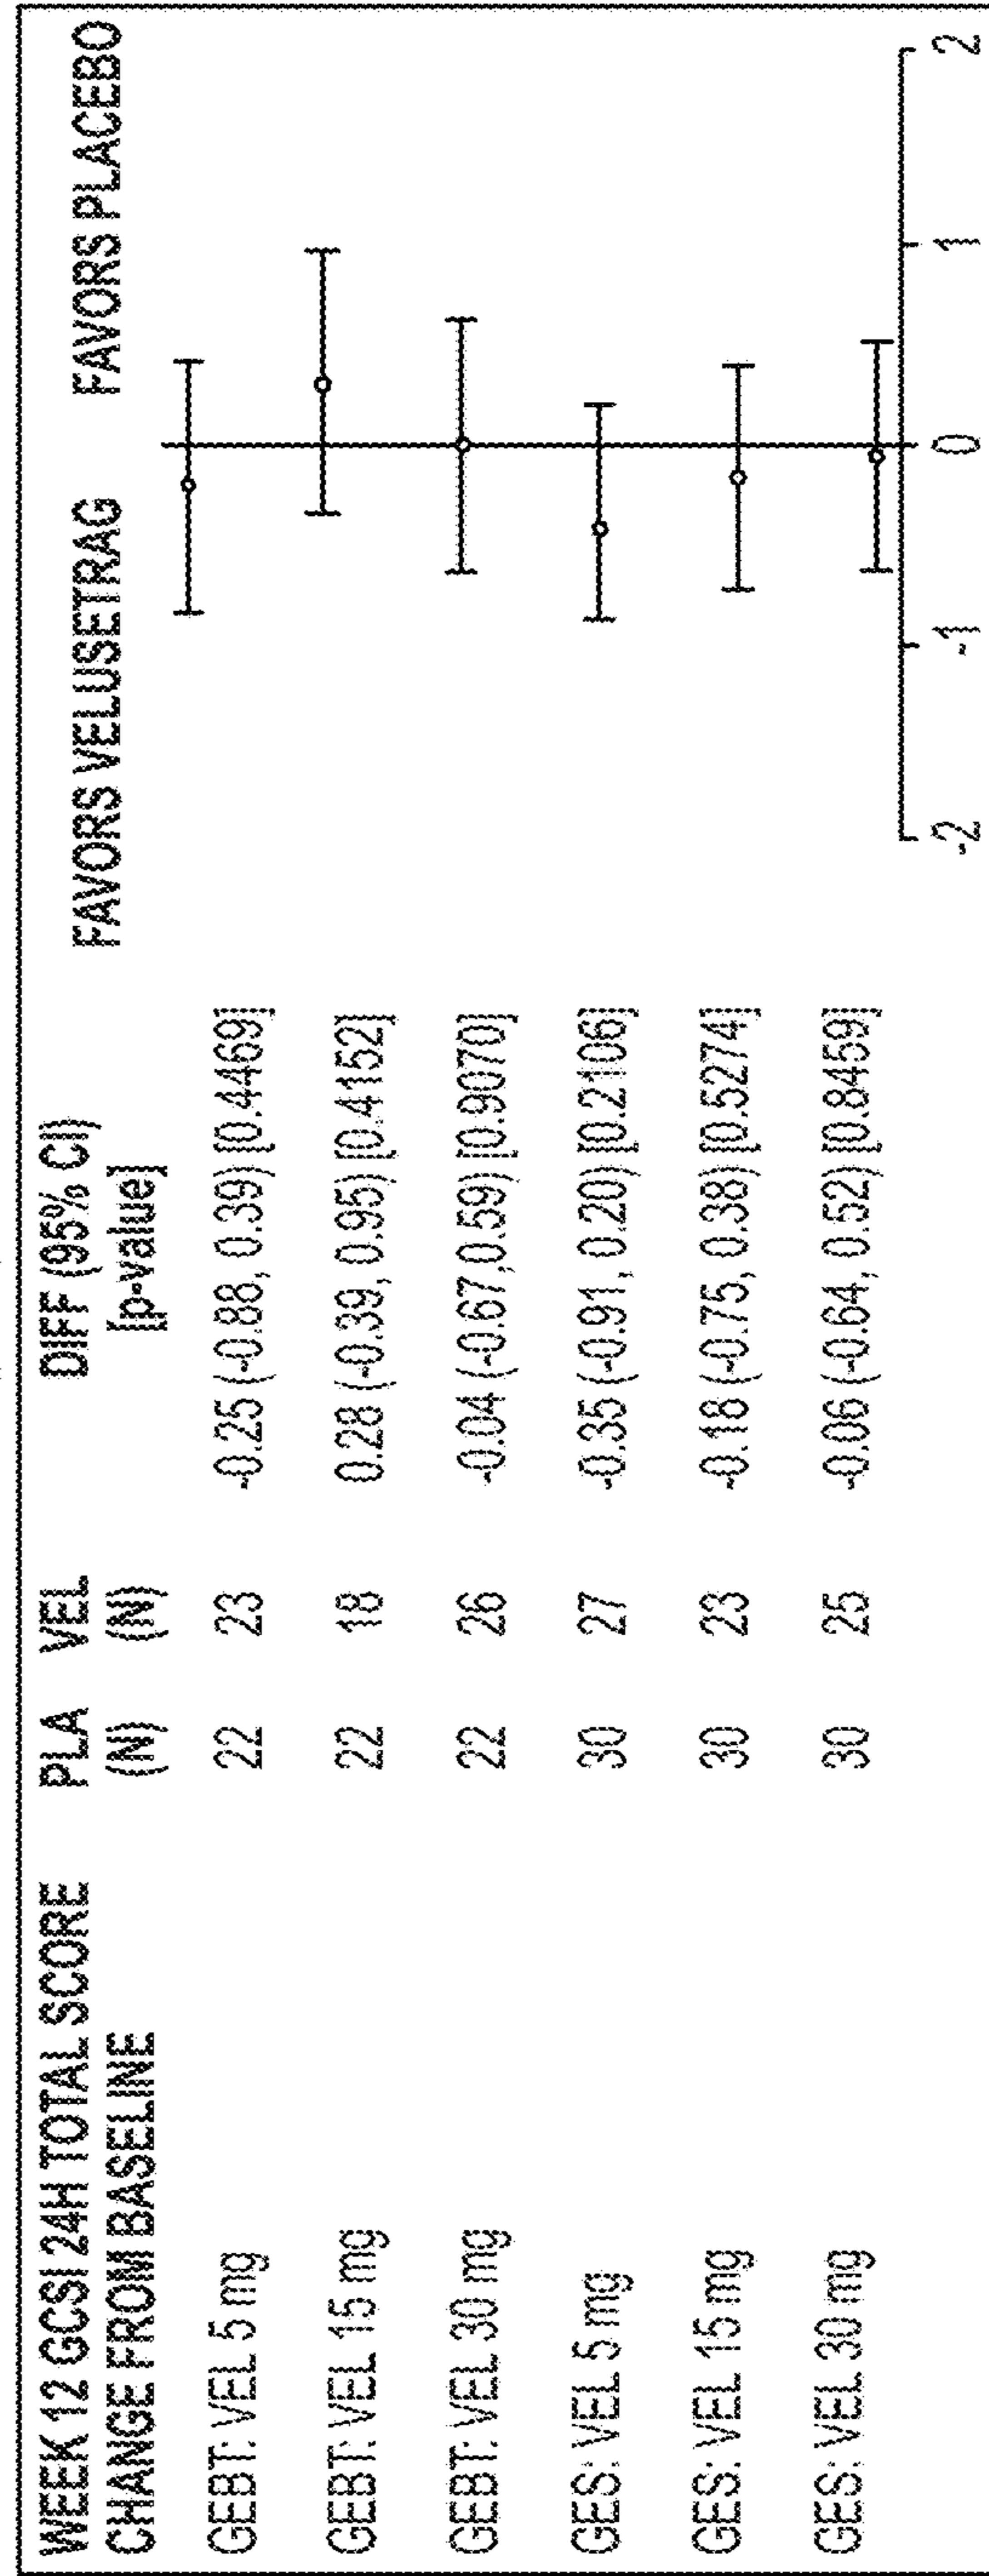 WEEK 12 GCSI 24H TOTAL SCORE PLA VEL DIFF (95% CI) FAVORS VELUSETRAG FAVORS PLACEBO
CHANGE FROM BASELINE (N) (N) [p-value]
GEBT: VEL 5 mg 22 23 -0.25 (-0.88, 0.39) [0.4469]
GEBT: VEL 15 mg 22 18 0.28 (-0.39, 0.95) [0.4152]
GEBT: VEL 30 mg 22 26 -0.04 (-0.67,0.59) [0.9070]
GES: VEL 5 mg 30 27 -0.35 (-0.91, 0.20) [0.2106]
GES: VEL 15 mg 30 23 -0.18 (-0.75, 0.38) [0.5274]
GES: VEL 30 mg 30 25 -0.06 (-0.64, 0.52) [0.8459]
-2 -1 0 1 2